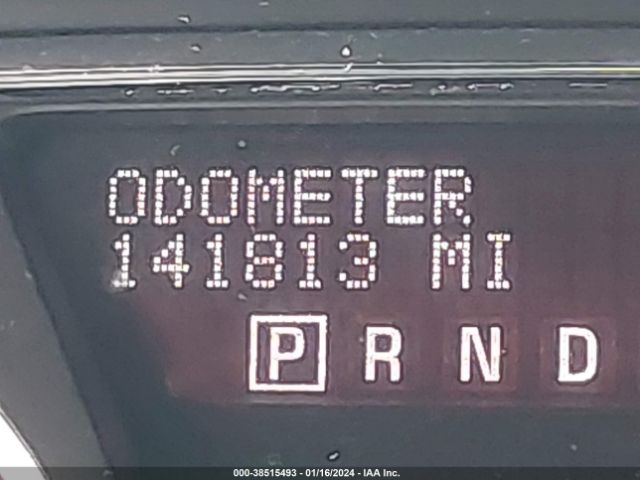 ODOMETER
141813 MI
P R N D
000-38515493 - 01/16/2024 - IAA Inc.